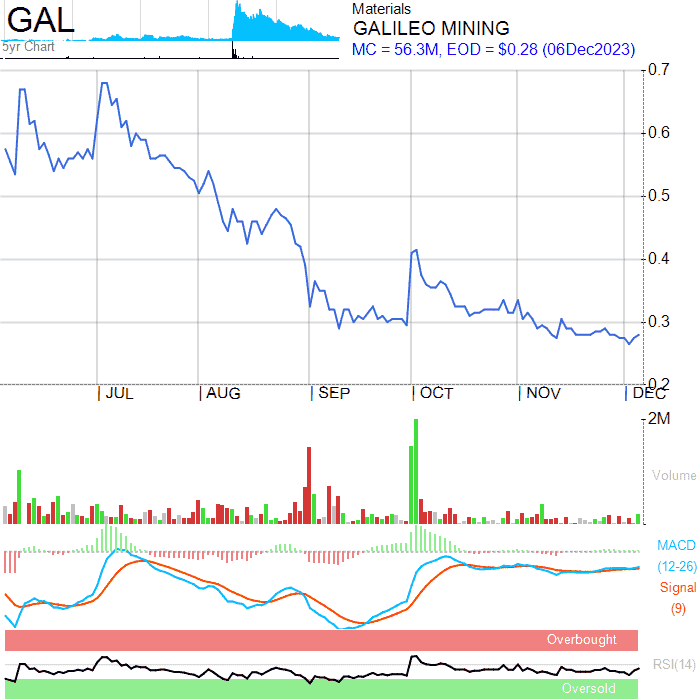 GAL
5yr Chart
Materials
GALILEO MINING
MC = 56.3M, EOD = $0.28 (06Dec2023)
0.7
0.6
0.5
0.4
0.3
0.2
JUL
AUG
SEP
OCT
NOV
DEC
2M
Volume
MACD
(12-26)
Signal
(9)
Overbought
RSI(14)
Oversold